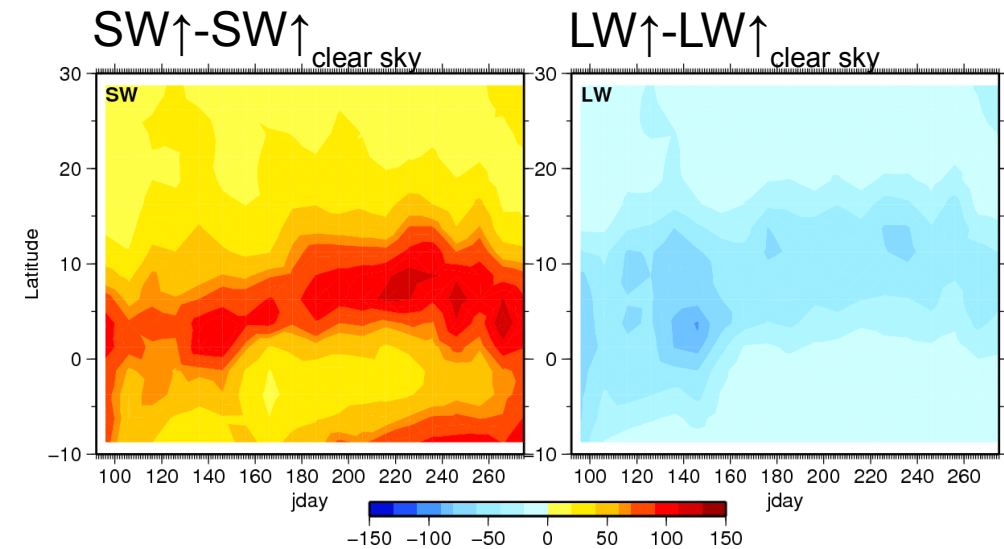 SW↑-SW↑clear sky LW↑-LW↑clear sky
30 30
SW LW
20 20
10 10
0 0
−10 −10
Latitude
100 120 140 160 180 200 220 240 260 100 120 140 160 180 200 220 240 260
jday jday
−150 −100 −50 0 50 100 150